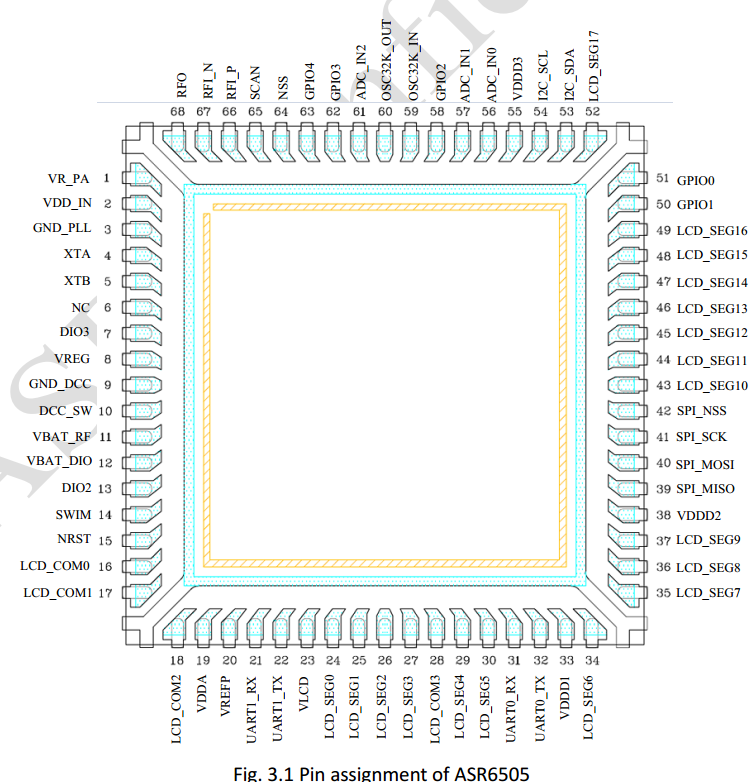 RFO
RFI_N
RFI_P
SCAN
NSS
GPIO4
GPIO3
ADC_IN2
OSC32K_OUT
OSC32K_IN
GPIO2
ADC_IN1
ADC_IN0
VDDD3
I2C_SCL
I2C_SDA
LCD_SEG17
68 67 66 65 64 63 62 61 60 59 58 57 56 55 54 53 52
VR_PA 1
VDD_IN 2
GND_PLL 3
XTA 4
XTB 5
NC 6
DIO3 7
VREG 8
GND_DCC 9
DCC_SW 10
VBAT_RF 11
VBAT_DIO 12
DIO2 13
SWIM 14
NRST 15
LCD_COM0 16
LCD_COM1 17
51 GPIO0
50 GPIO1
49 LCD_SEG16
48 LCD_SEG15
47 LCD_SEG14
46 LCD_SEG13
45 LCD_SEG12
44 LCD_SEG11
43 LCD_SEG10
42 SPI_NSS
41 SPI_SCK
40 SPI_MOSI
39 SPI_MISO
38 VDDD2
37 LCD_SEG9
36 LCD_SEG8
35 LCD_SEG7
18 19 20 21 22 23 24 25 26 27 28 29 30 31 32 33 34
LCD_COM2
VDDA
VREFP
UART1_RX
UART1_TX
VLCD
LCD_SEG0
LCD_SEG1
LCD_SEG2
LCD_SEG3
LCD_COM3
LCD_SEG4
LCD_SEG5
UART0_RX
UART0_TX
VDDD1
LCD_SEG6
Fig. 3.1 Pin assignment of ASR6505